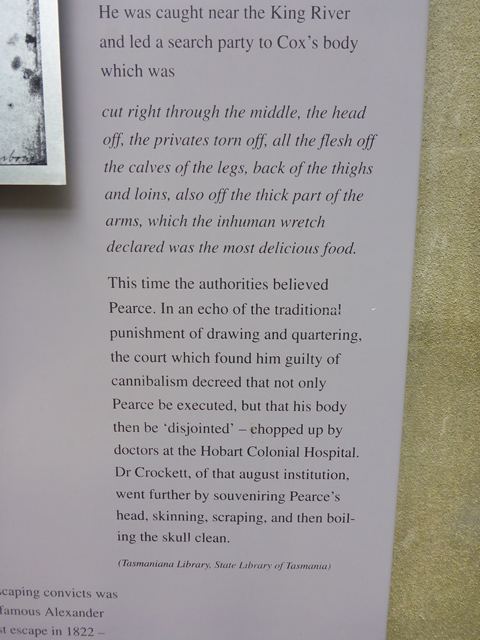 He was caught near the King River
and led a search party to Cox's body
which was
cut right through the middle, the head
off, the privates torn off, all the flesh off
the calves of the legs, back of the thighs
and loins, also off the thick part of the
arms, which the inhuman wretch
declared was the most delicious food.
This time the authorities believed
Pearce. In an echo of the traditional
punishment of drawing and quartering,
the court which found him guilty of
cannibalism decreed that not only
Pearce be executed, but that his body
then be 'disjointed' – chopped up by
doctors at the Hobart Colonial Hospital.
Dr Crockett, of that august institution,
went further by souveniring Pearce's
head, skinning, scraping, and then boil-
ing the skull clean.
(Tasmaniana Library, State Library of Tasmania)
scaping convicts was
famous Alexander
st escape in 1822 –